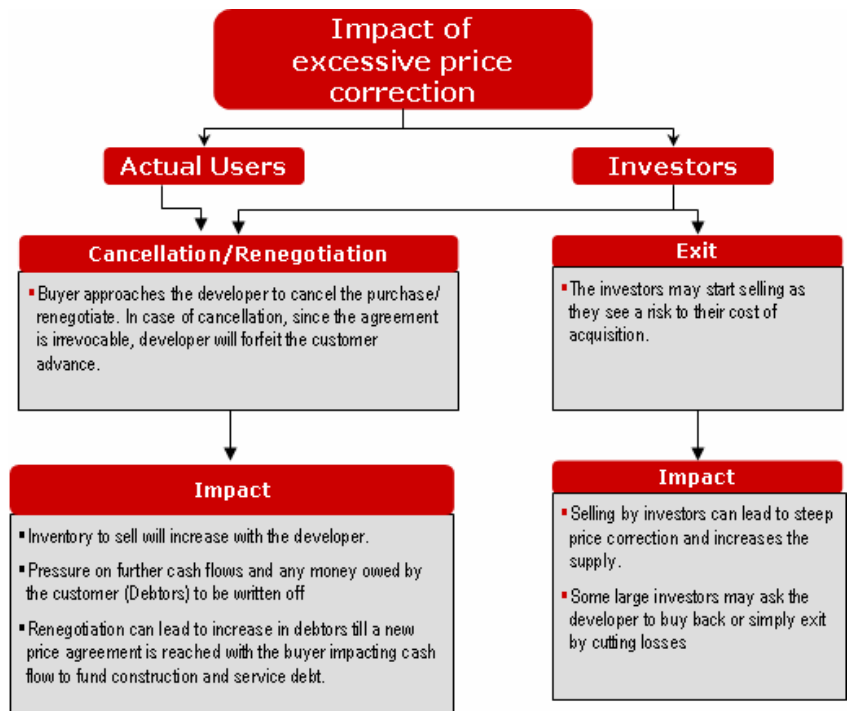 Impact of
excessive price
correction
Actual Users
Investors
Cancellation/Renegotiation
▪ Buyer approaches the developer to cancel the purchase/
renegotiate. In case of cancellation, since the agreement
is irrevocable, developer will forfeit the customer
advance.
Exit
▪ The investors may start selling as
they see a risk to their cost of
acquisition.
Impact
▪ Inventory to sell will increase with the developer.
▪ Pressure on further cash flows and any money owed by
the customer (Debtors) to be written off
▪ Renegotiation can lead to increase in debtors till a new
price agreement is reached with the buyer impacting cash
flow to fund construction and service debt.
Impact
▪ Selling by investors can lead to steep
price correction and increases the
supply.
▪ Some large investors may ask the
developer to buy back or simply exit
by cutting losses